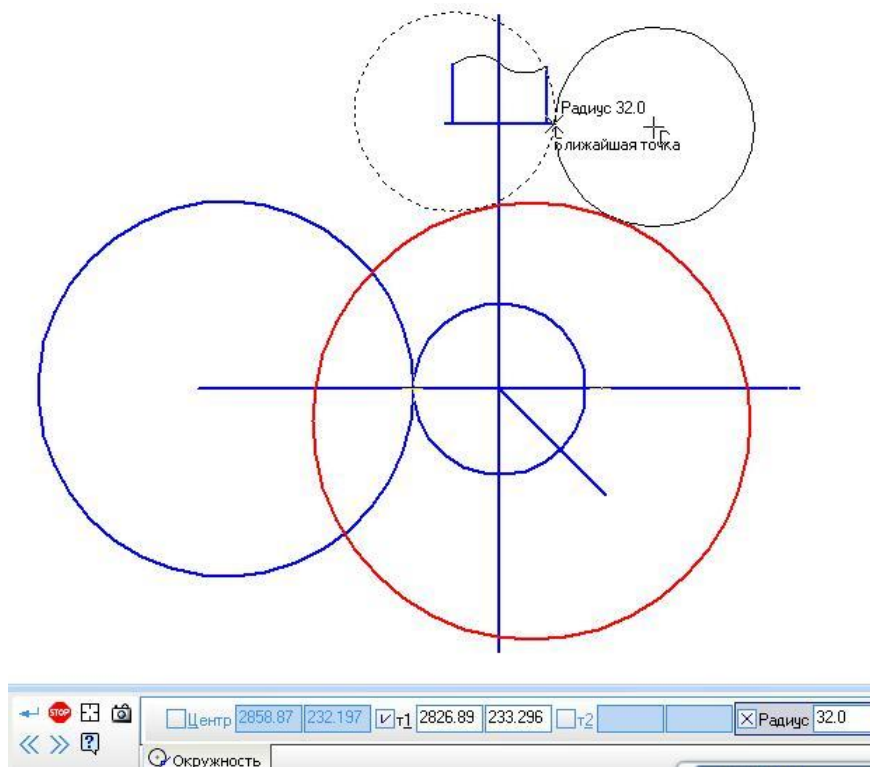 Радиус 32.0
Ближайшая точка
STOP Центр 2858.87 232.197 т1 2826.89 233.296 т2 Радиус 32.0
Окружность